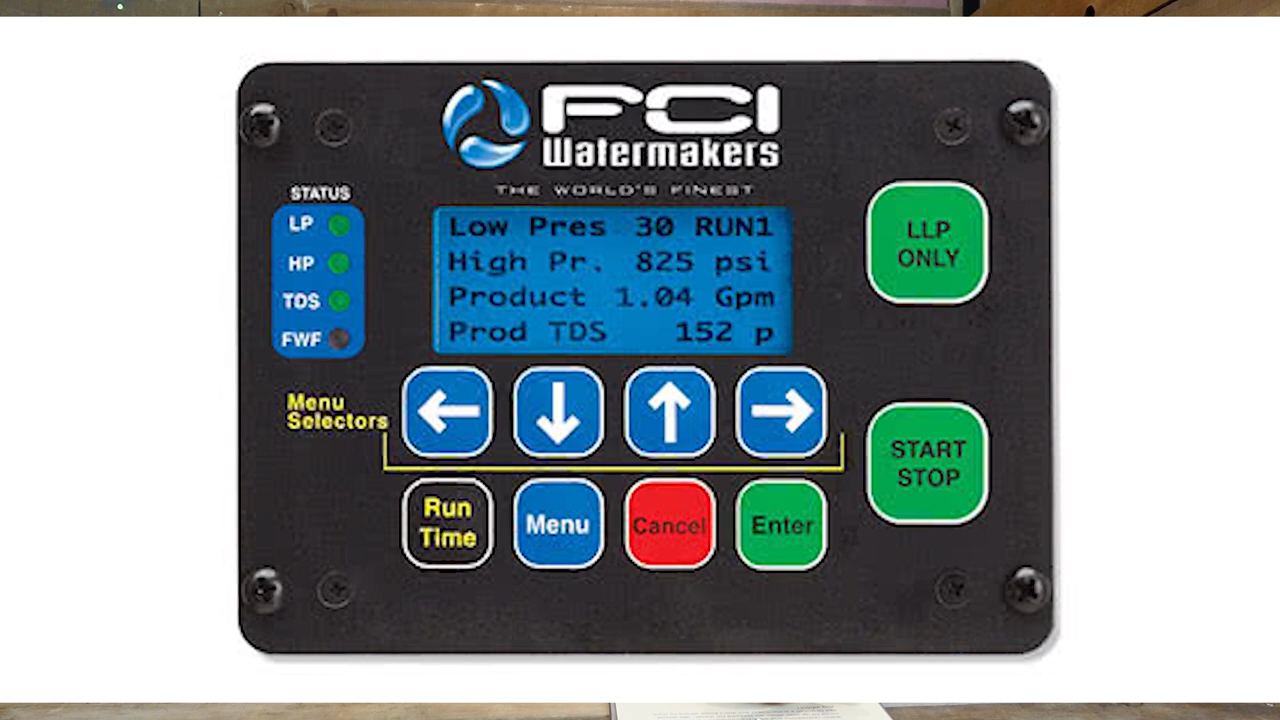 FCI
Watermakers
THE WORLD'S FINEST
STATUS
LP
HP
TDS
FWF
Low Pres 30 RUN1
High Pr. 825 psi
Product 1.04 Gpm
Prod TDS 152 p
LLP
ONLY
Menu
Selectors
START
STOP
Run
Time
Menu
Cancel
Enter